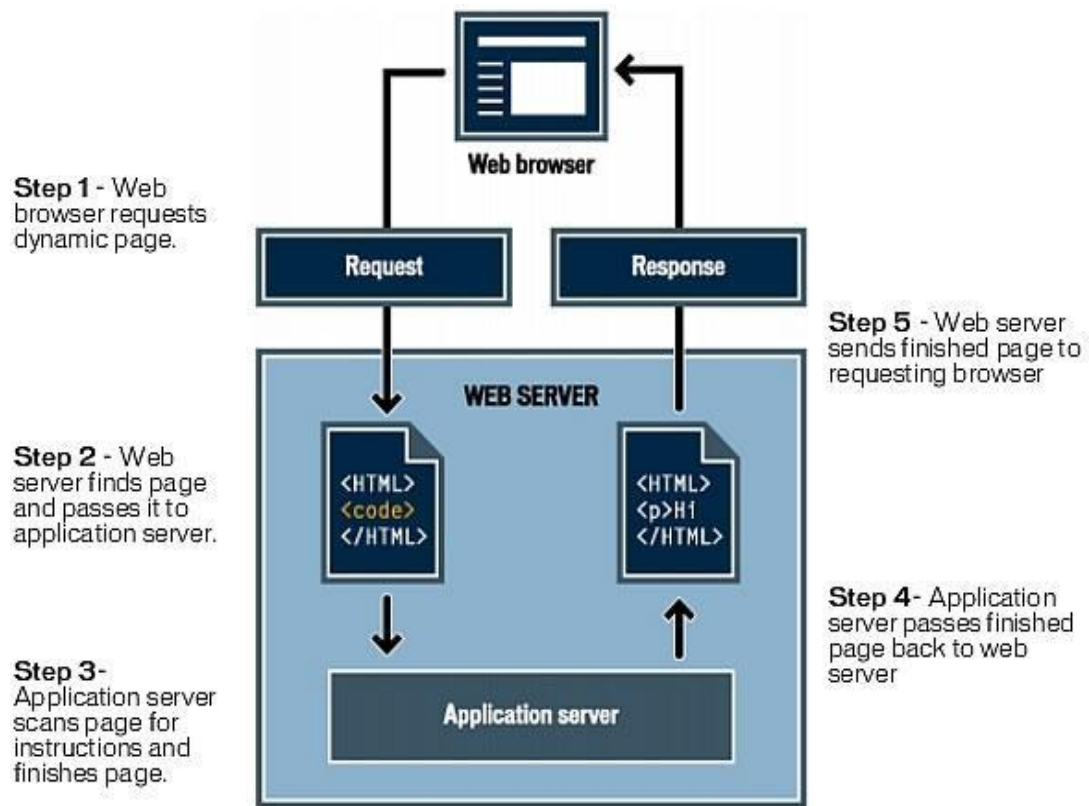 Web browser
Step 1 - Web
browser requests
dynamic page.
Request
Response
Step 5 - Web server
sends finished page to
requesting browser
WEB SERVER
Step 2 - Web
server finds page
and passes it to
application server.
<HTML>
<code>
</HTML>
<HTML>
<p>Hi
</HTML>
Step 4- Application
server passes finished
page back to web
server
Step 3-
Application server
scans page for
instructions and
finishes page.
Application server